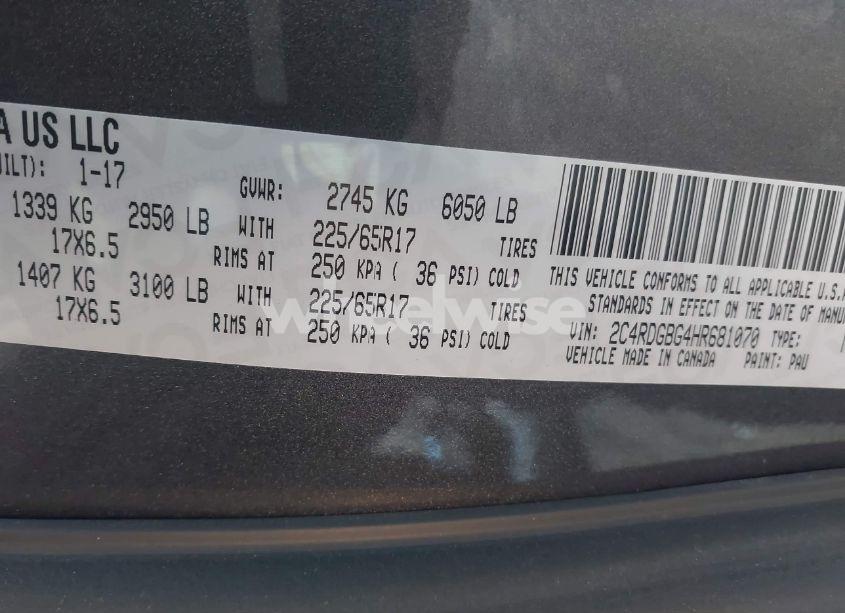 A US LLC
UILT): 1-17
GVWR: 2745 KG 6050 LB
1339 KG 2950 LB WITH 225/65R17 TIRES
17X6.5 RIMS AT 250 KPA ( 36 PSI) COLD
1407 KG 3100 LB WITH 225/65R17 TIRES
17X6.5 RIMS AT 250 KPA ( 36 PSI) COLD
THIS VEHICLE CONFORMS TO ALL APPLICABLE U.S.
STANDARDS IN EFFECT ON THE DATE OF MANU
VIN: 2C4RDGBG4HR681070 TYPE:
VEHICLE MADE IN CANADA PAINT: PAU
wheelwise